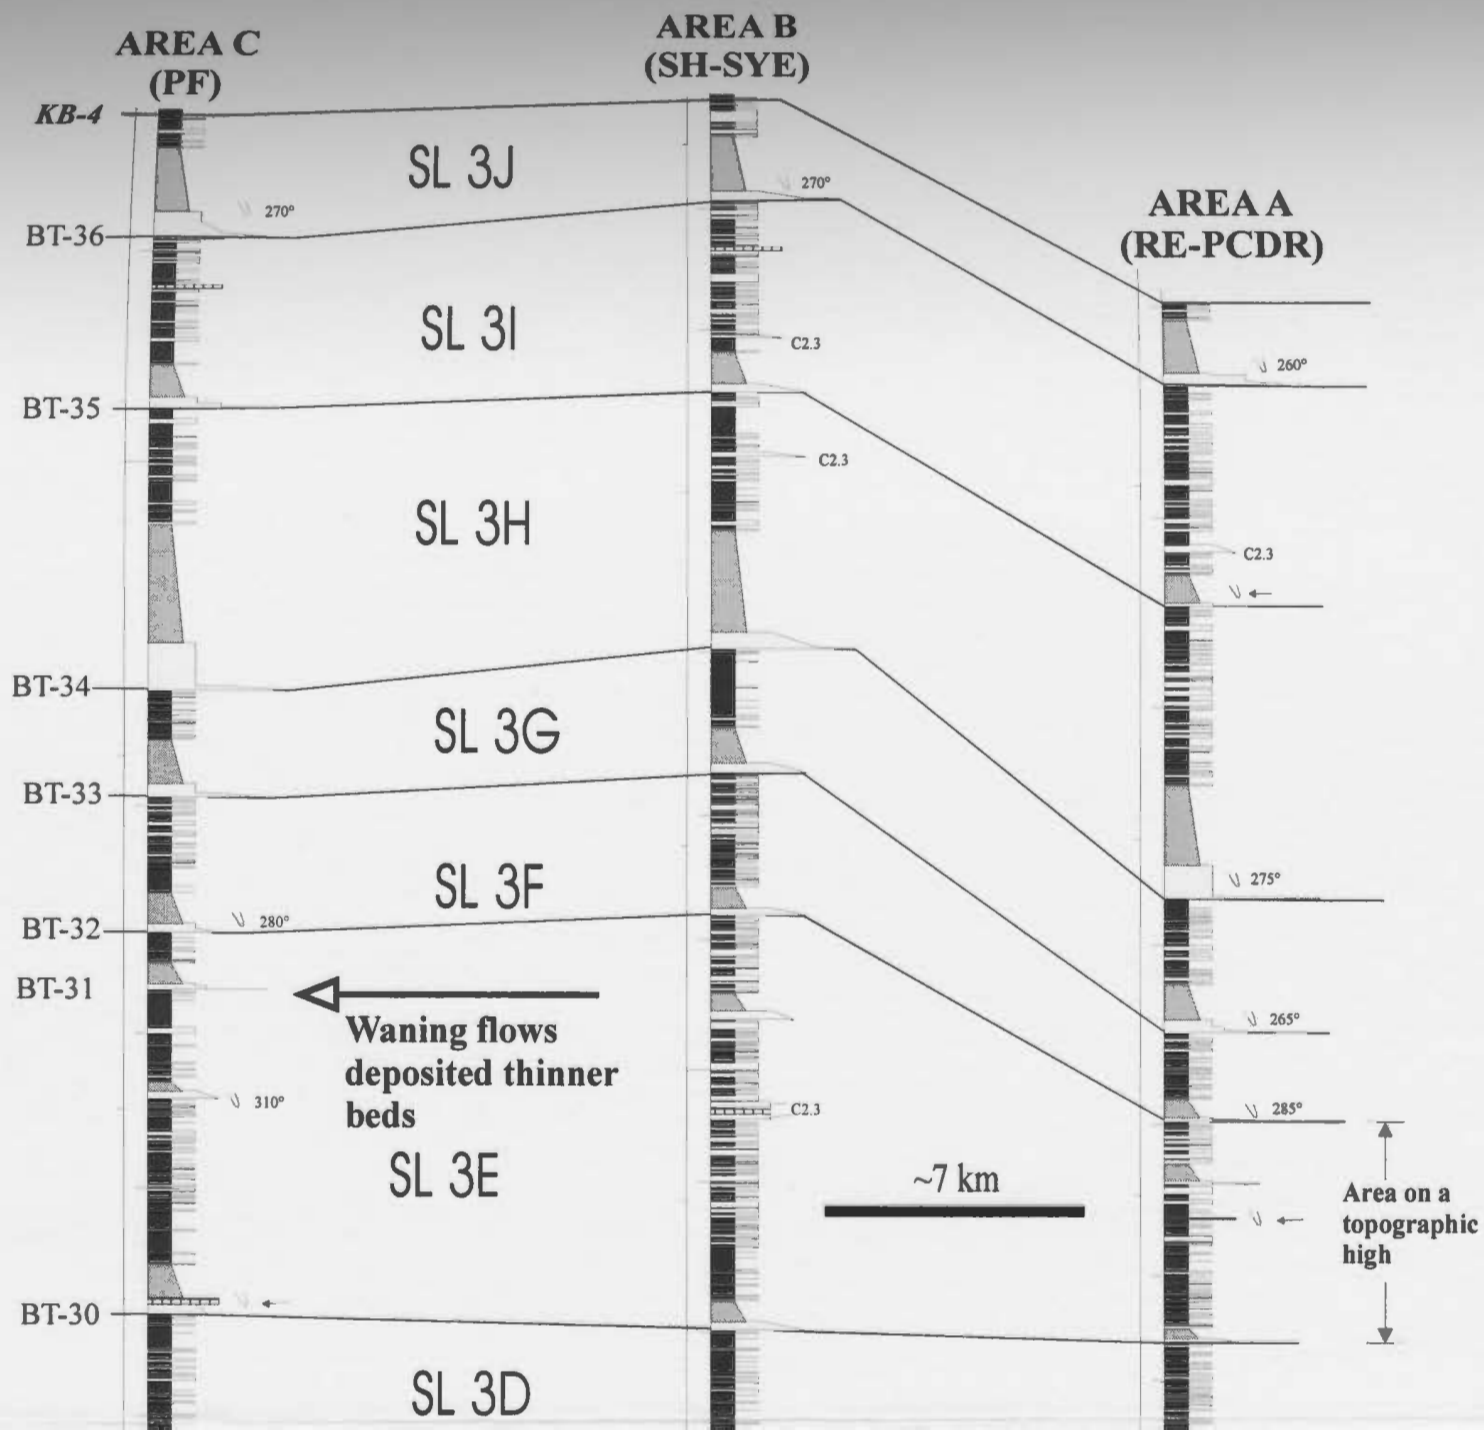 AREA C
(PF)
AREA B
(SH-SYE)
AREA A
(RE-PCDR)
KB-4
SL 3J
270°
270°
260°
BT-36
SL 3I
C2.3
BT-35
C2.3
SL 3H
C2.3
BT-34
SL 3G
275°
BT-33
SL 3F
265°
280°
BT-32
BT-31
Waning flows
deposited thinner
beds
285°
310°
C2.3
SL 3E
~7 km
Area on a
topographic
high
BT-30
SL 3D